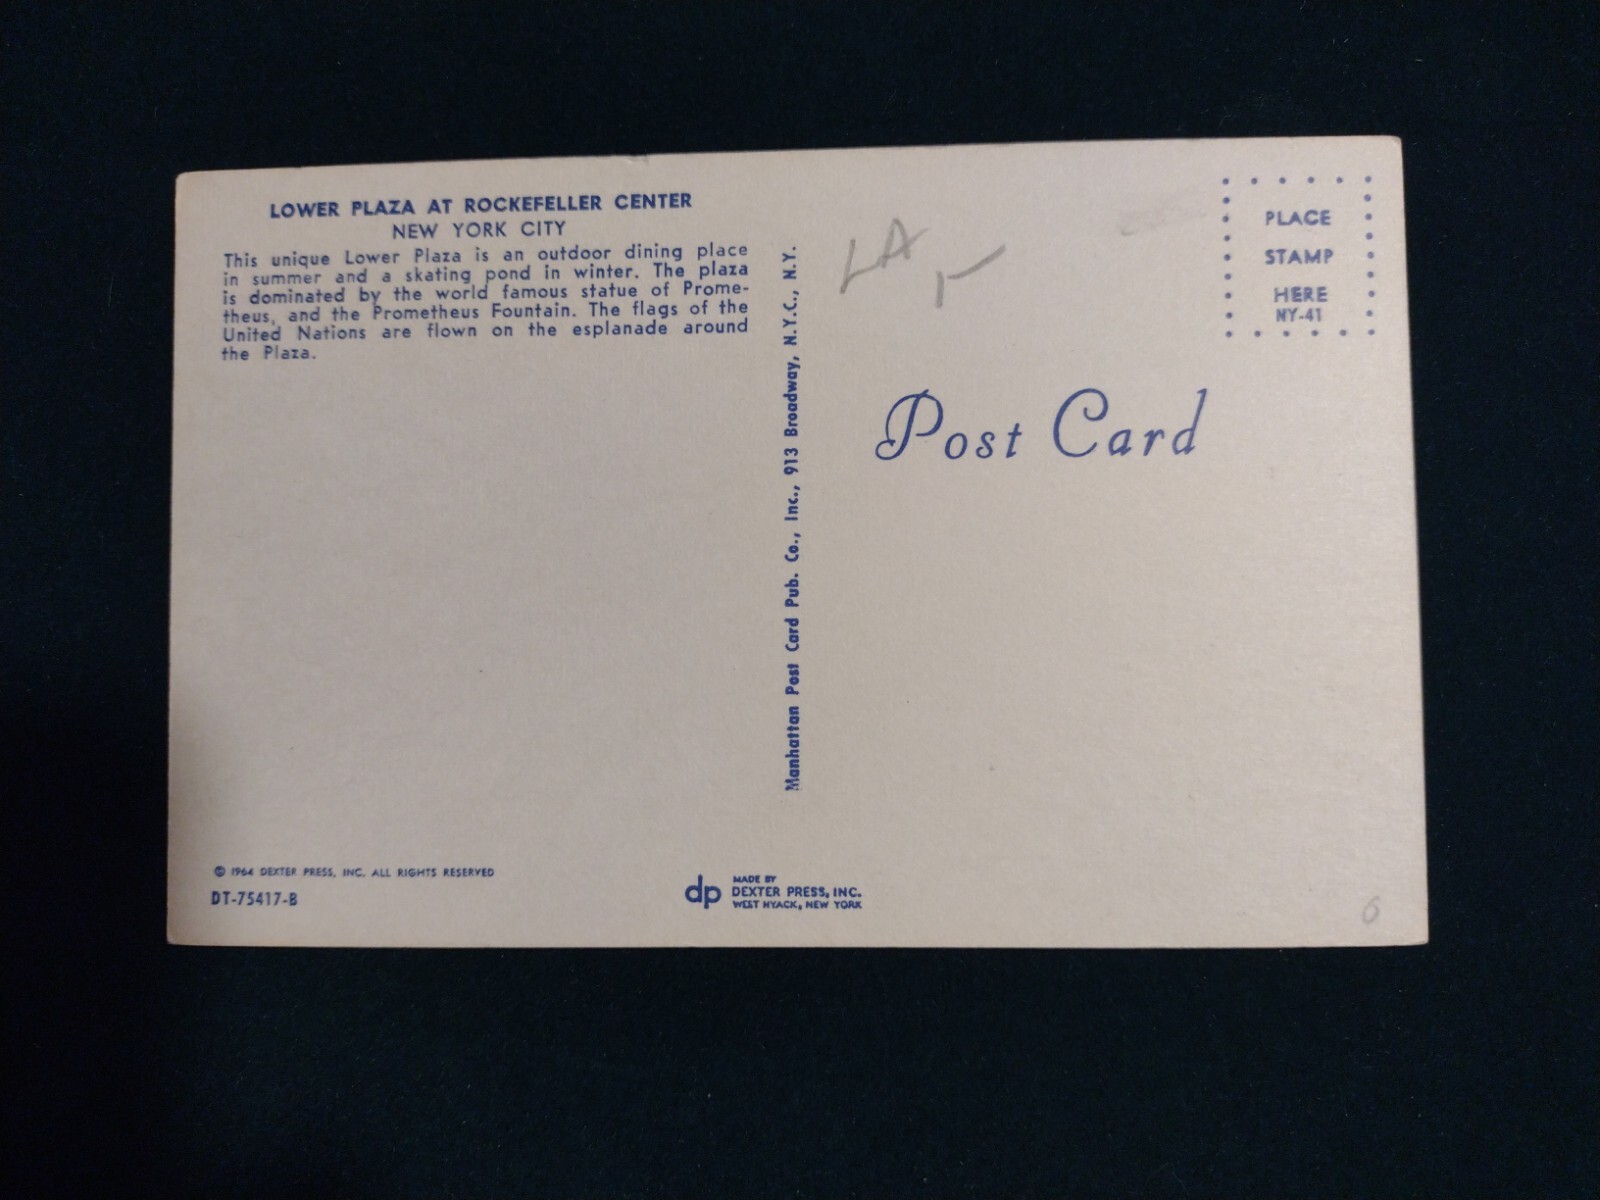 LOWER PLAZA AT ROCKEFELLER CENTER
NEW YORK CITY
This unique Lower Plaza is an outdoor dining place
in summer and a skating pond in winter. The plaza
is dominated by the world famous statue of Prome-
theus, and the Prometheus Fountain. The flags of the
United Nations are flown on the esplanade around
the Plaza.
© 1964 DEXTER PRESS, INC. ALL RIGHTS RESERVED
DT-75417-B
Manhattan Post Card Pub. Co., Inc., 913 Broadway, N.Y.C., N.Y.
dp
MADE BY
DEXTER PRESS, INC.
WEST NYACK, NEW YORK
LA
1-
PLACE
STAMP
HERE
NY-41
Post Card
6